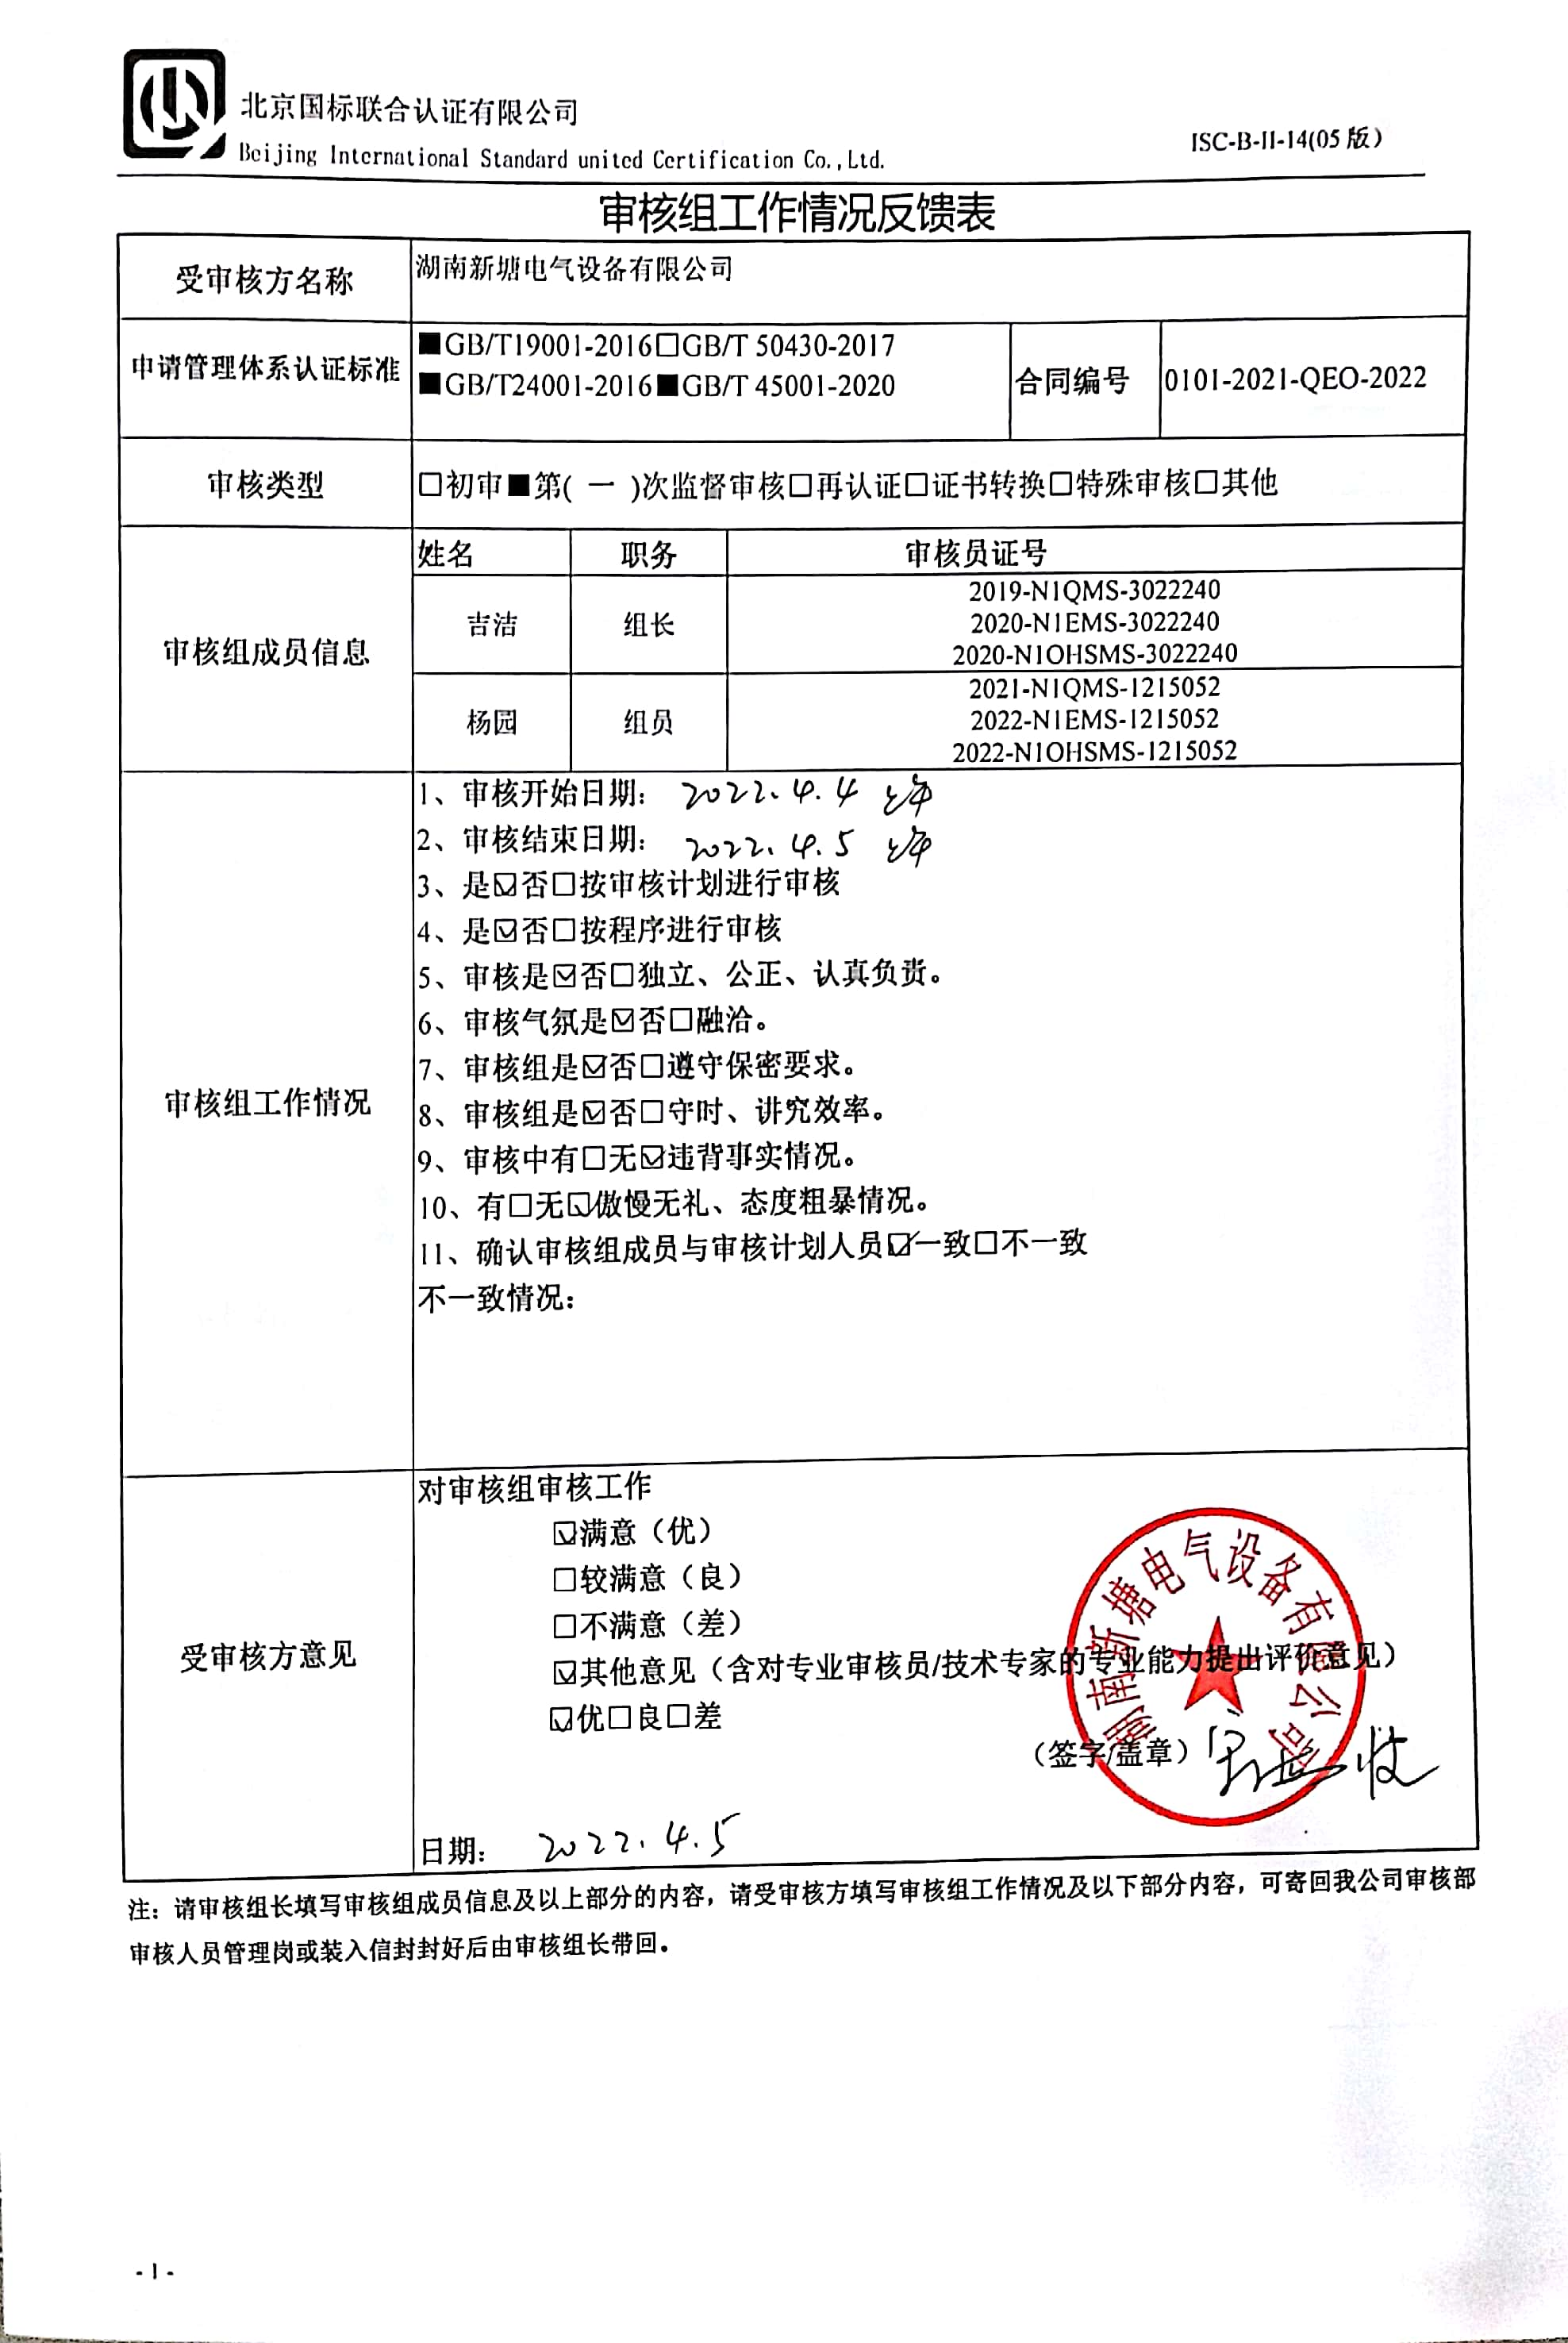 北京国标联合认证有限公司
Beijing International Standard united Certification Co.,Ltd.
ISC-B-II-14(05 版)
审核组工作情况反馈表
受审核方名称
湖南新塘电气设备有限公司
申请管理体系认证标准
■GB/T19001-2016□GB/T 50430-2017
■GB/T24001-2016■GB/T 45001-2020
合同编号
0101-2021-QEO-2022
审核类型
□初审■第( 一 )次监督审核□再认证□证书转换□特殊审核□其他
审核组成员信息
姓名 职务 审核员证号
吉洁 组长
2019-N1QMS-3022240
2020-N1EMS-3022240
2020-N1OHSMS-3022240
杨园 组员
2021-N1QMS-1215052
2022-N1EMS-1215052
2022-N1OHSMS-1215052
审核组工作情况
1、审核开始日期： 2022.4.4 上午
2、审核结束日期： 2022.4.5 上午
3、是☑否□按审核计划进行审核
4、是☑否□按程序进行审核
5、审核是☑否□独立、公正、认真负责。
6、审核气氛是☑否□融洽。
7、审核组是☑否□遵守保密要求。
8、审核组是☑否□守时、讲究效率。
9、审核中有□无☑违背事实情况。
10、有□无☑傲慢无礼、态度粗暴情况。
11、确认审核组成员与审核计划人员☑一致□不一致
不一致情况：
受审核方意见
对审核组审核工作
☑满意（优）
□较满意（良）
□不满意（差）
☑其他意见（含对专业审核员/技术专家的专业能力提出评价意见）
☑优□良□差
（签字/盖章）
湖南新塘电气设备有限公司
日期： 2022.4.5
注：请审核组长填写审核组成员信息及以上部分的内容，请受审核方填写审核组工作情况及以下部分内容，可寄回我公司审核部
审核人员管理岗或装入信封封好后由审核组长带回。
- 1 -